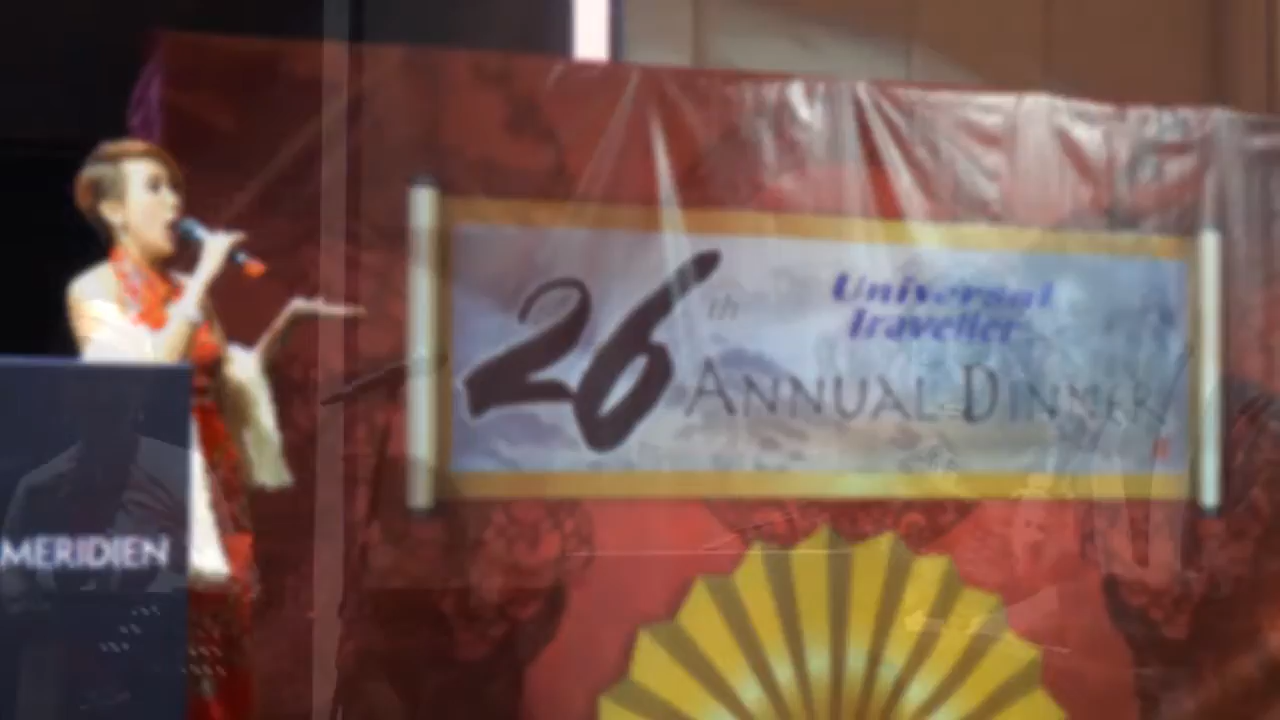 26th
Universal
Traveller
ANNUAL DINNER
MERIDIEN